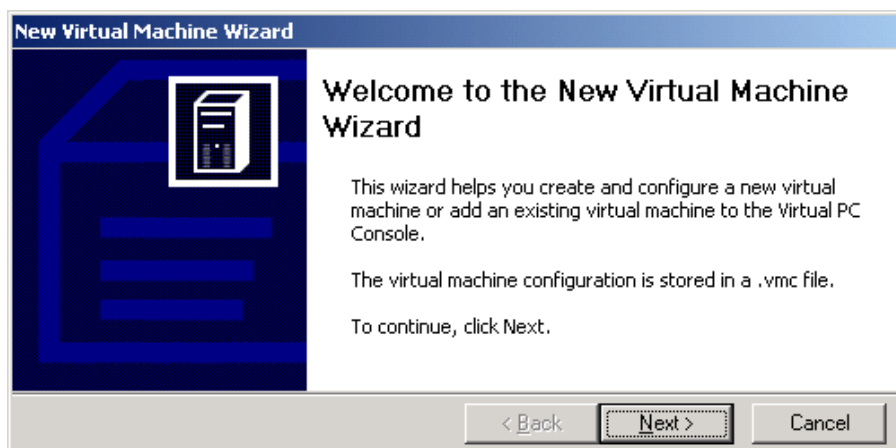 New Virtual Machine Wizard
Welcome to the New Virtual Machine
Wizard
This wizard helps you create and configure a new virtual
machine or add an existing virtual machine to the Virtual PC
Console.
The virtual machine configuration is stored in a .vmc file.
To continue, click Next.
< Back Next > Cancel